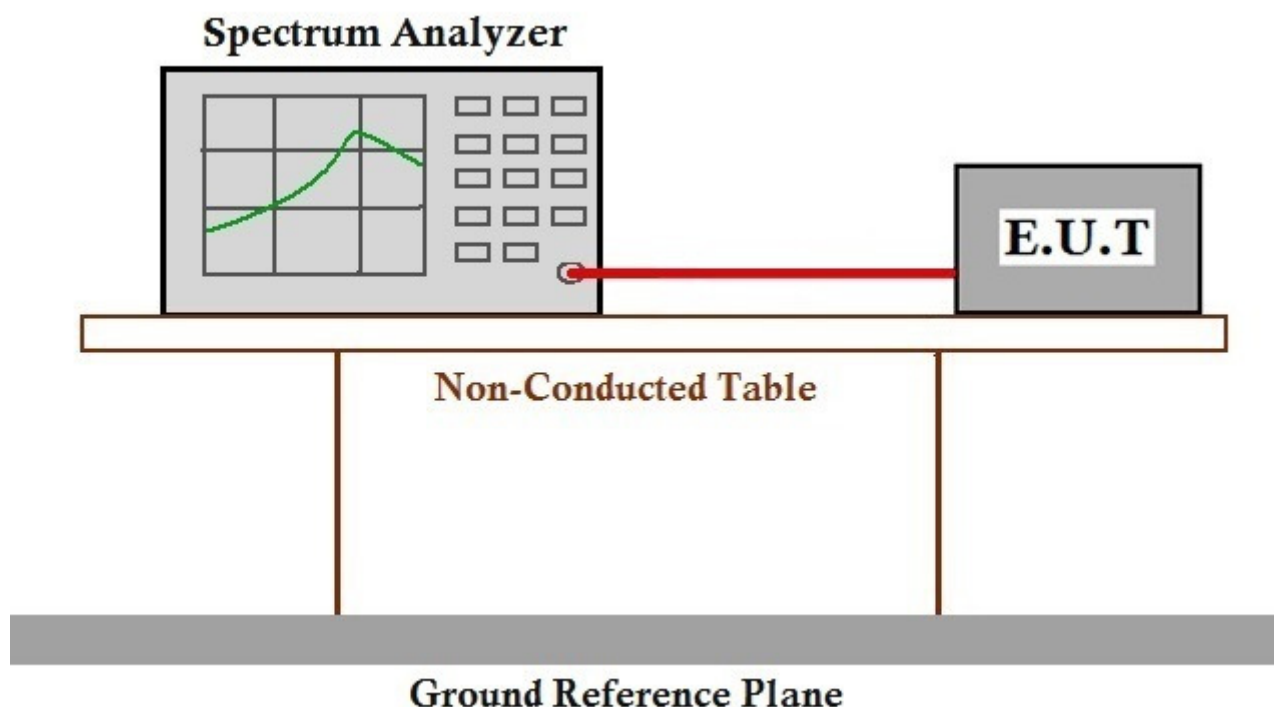 Spectrum Analyzer
E.U.T
Non-Conducted Table
Ground Reference Plane